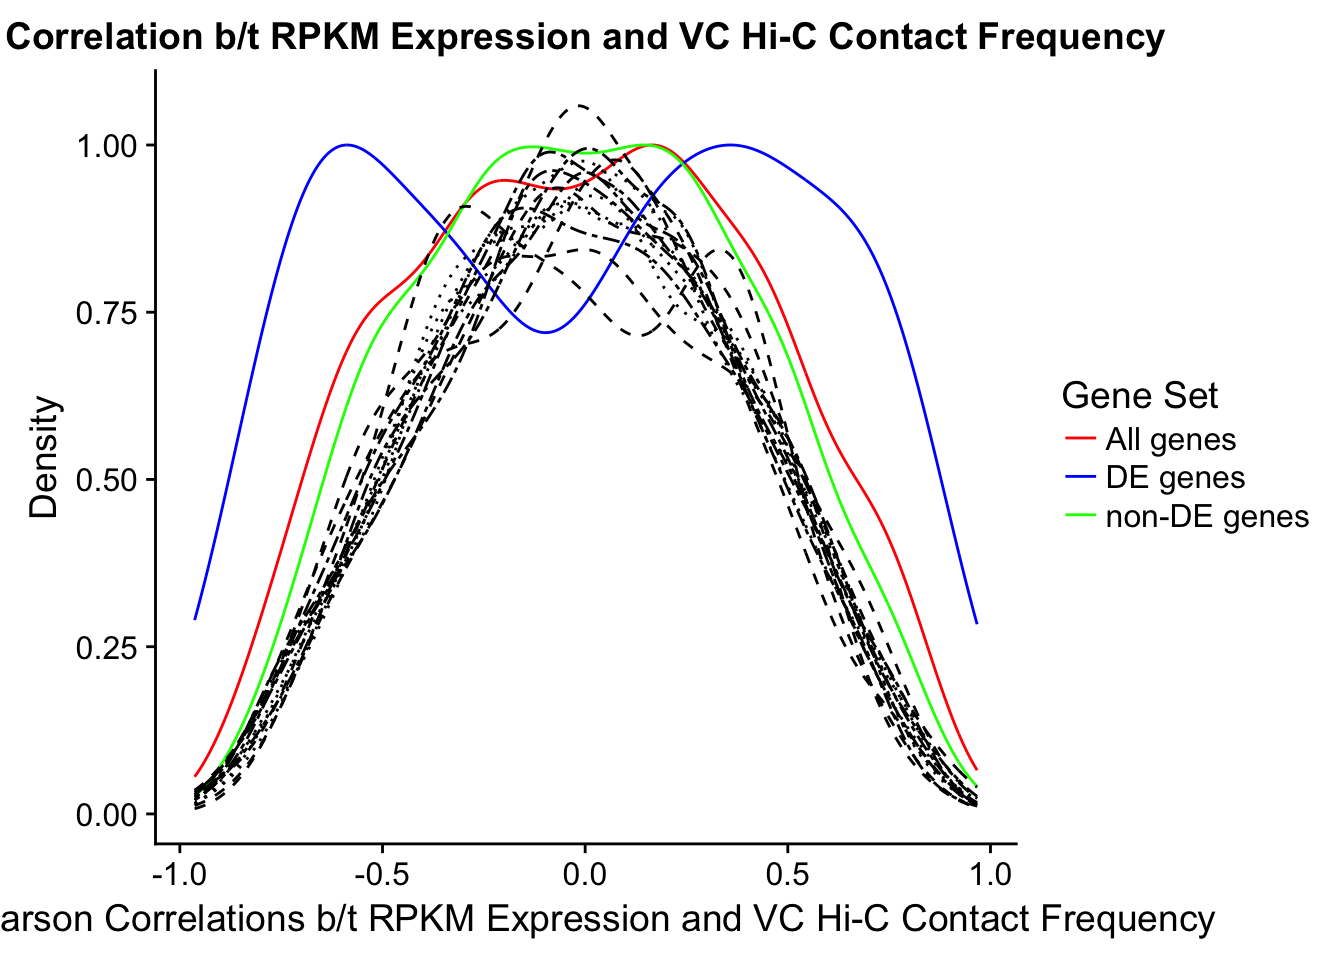 Correlation b/t RPKM Expression and VC Hi-C Contact Frequency
1.00
0.75
0.50
0.25
0.00
Density
-1.0 -0.5 0.0 0.5 1.0
arson Correlations b/t RPKM Expression and VC Hi-C Contact Frequency
Gene Set
All genes
DE genes
non-DE genes